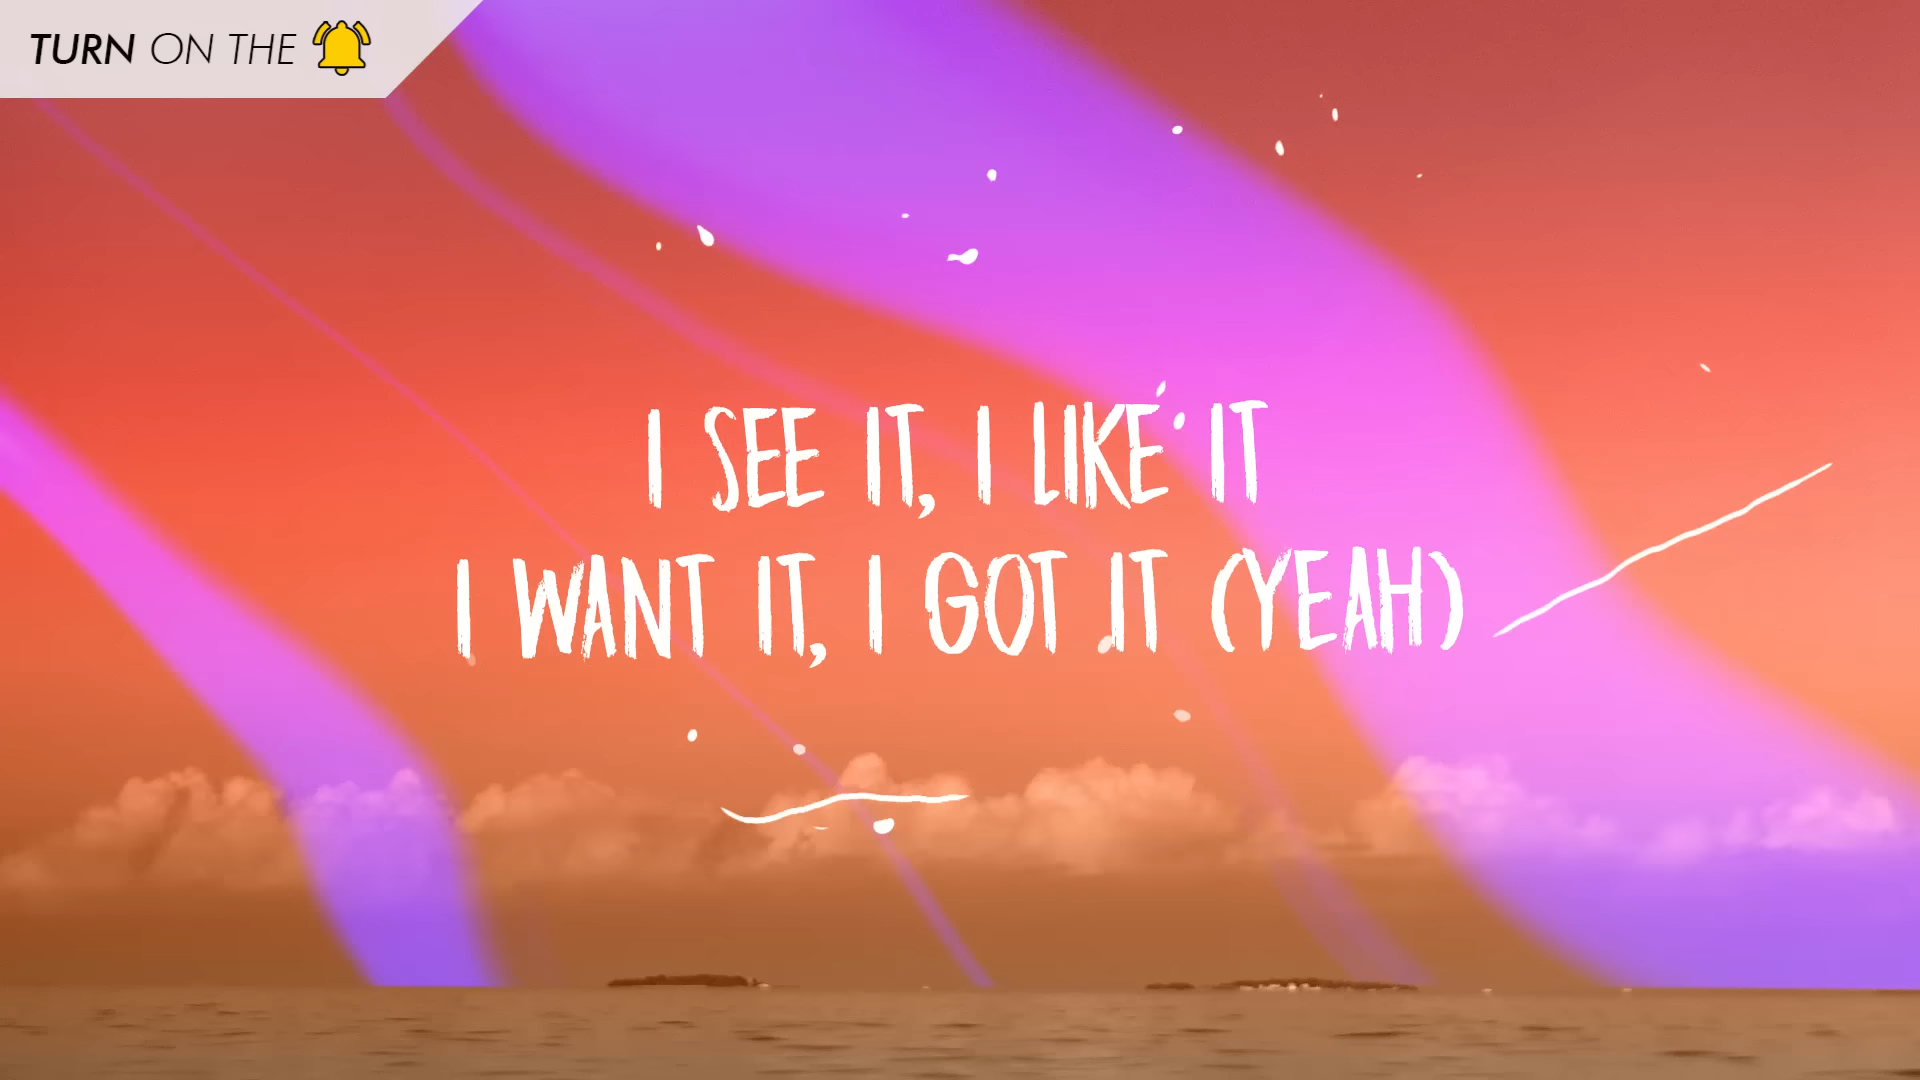 TURN ON THE
I SEE IT, I LIKE IT
I WANT IT, I GOT IT (YEAH)